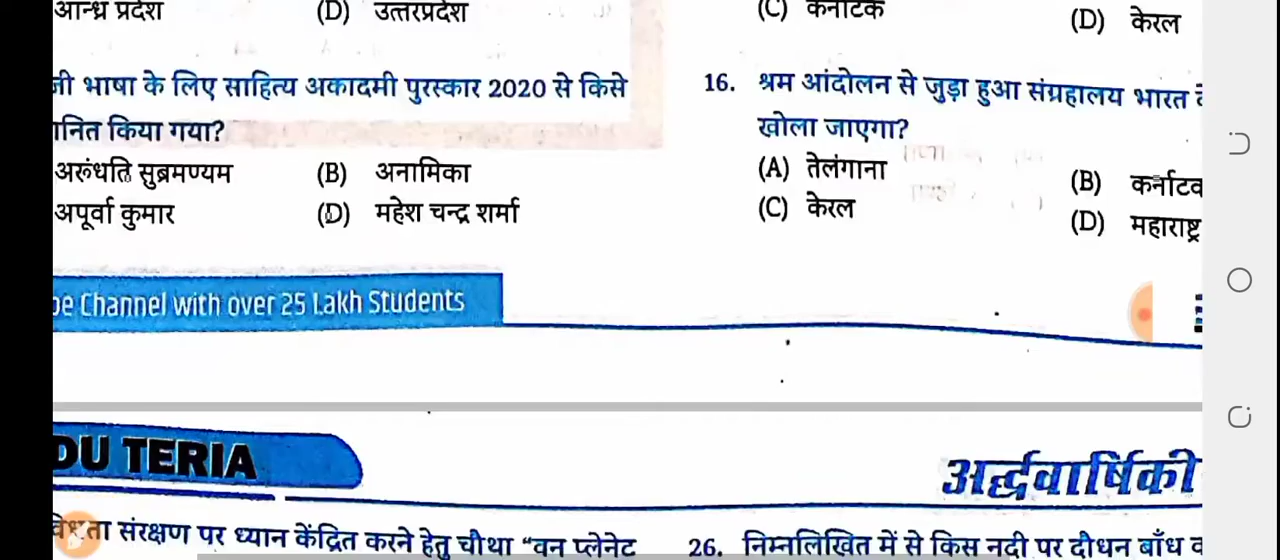 आन्ध्र प्रदेश (D) उत्तरप्रदेश
भाषा के लिए साहित्य अकादमी पुरस्कार 2020 से किसे
नित किया गया?
अरुंधति सुब्रमण्यम (B) अनामिका
अपूर्वा कुमार (D) महेश चन्द्र शर्मा
be Channel with over 25 Lakh Students
(C) कर्नाटक (D) केरल
16. श्रम आंदोलन से जुड़ा हुआ संग्रहालय भारत
खोला जाएगा?
(A) तेलंगाना (B) कर्नाटक
(C) केरल (D) महाराष्ट्र
DU TERIA
अर्द्धवार्षिकी
संरक्षण पर ध्यान केंद्रित करने हेतु चौथा "वन प्लेनेट
26. निम्नलिखित में से किस नदी पर दीधन बाँध